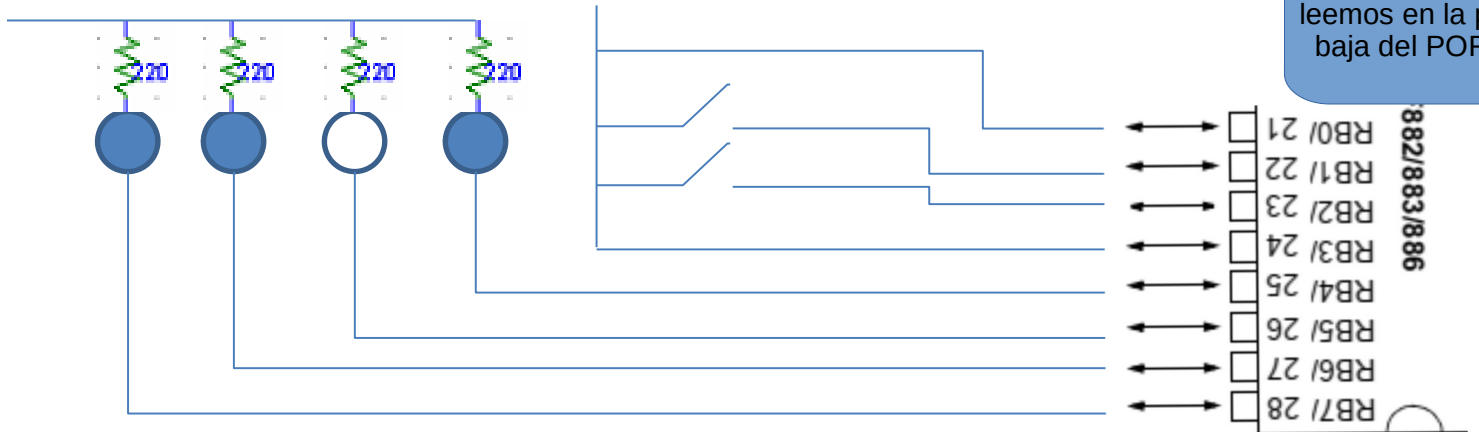 leemos en la
baja del
220 220 220 220
RB0/ 21
RB1/ 22
RB2/ 23
RB3/ 24
RB4/ 25
RB5/ 26
RB6/ 27
RB7/ 28
882/883/886